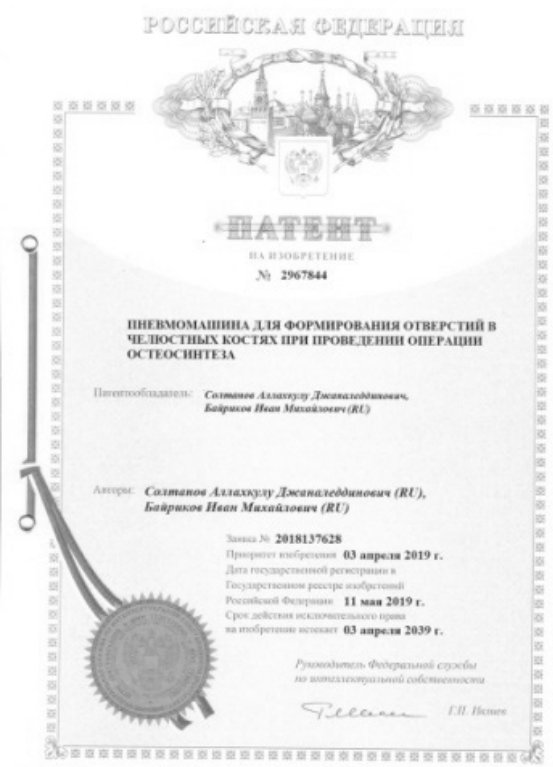 РОССИЙСКАЯ ФЕДЕРАЦИЯ
ПАТЕНТ
НА ИЗОБРЕТЕНИЕ
№ 2967844
ПНЕВМОМАШИНА ДЛЯ ФОРМИРОВАНИЯ ОТВЕРСТИЙ В
ЧЕЛЮСТНЫХ КОСТЯХ ПРИ ПРОВЕДЕНИИ ОПЕРАЦИИ
ОСТЕОСИНТЕЗА
Патентообладатель: Солтанов Аллахкулу Джаналеддинович,
Байриков Иван Михайлович (RU)
Авторы: Солтанов Аллахкулу Джаналеддинович (RU),
Байриков Иван Михайлович (RU)
Заявка № 2018137628
Приоритет изобретения 03 апреля 2019 г.
Дата государственной регистрации в
Государственном реестре изобретений
Российской Федерации 11 мая 2019 г.
Срок действия исключительного права
на изобретение истекает 03 апреля 2039 г.
Руководитель Федеральной службы
по интеллектуальной собственности
Г.П. Ивлиев